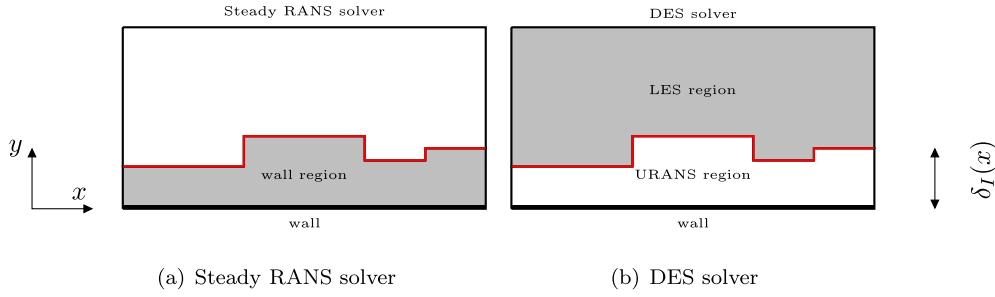 Steady RANS solver
DES solver
LES region
y
x
wall region
URANS region
δ_I(x)
wall
wall
(a) Steady RANS solver
(b) DES solver